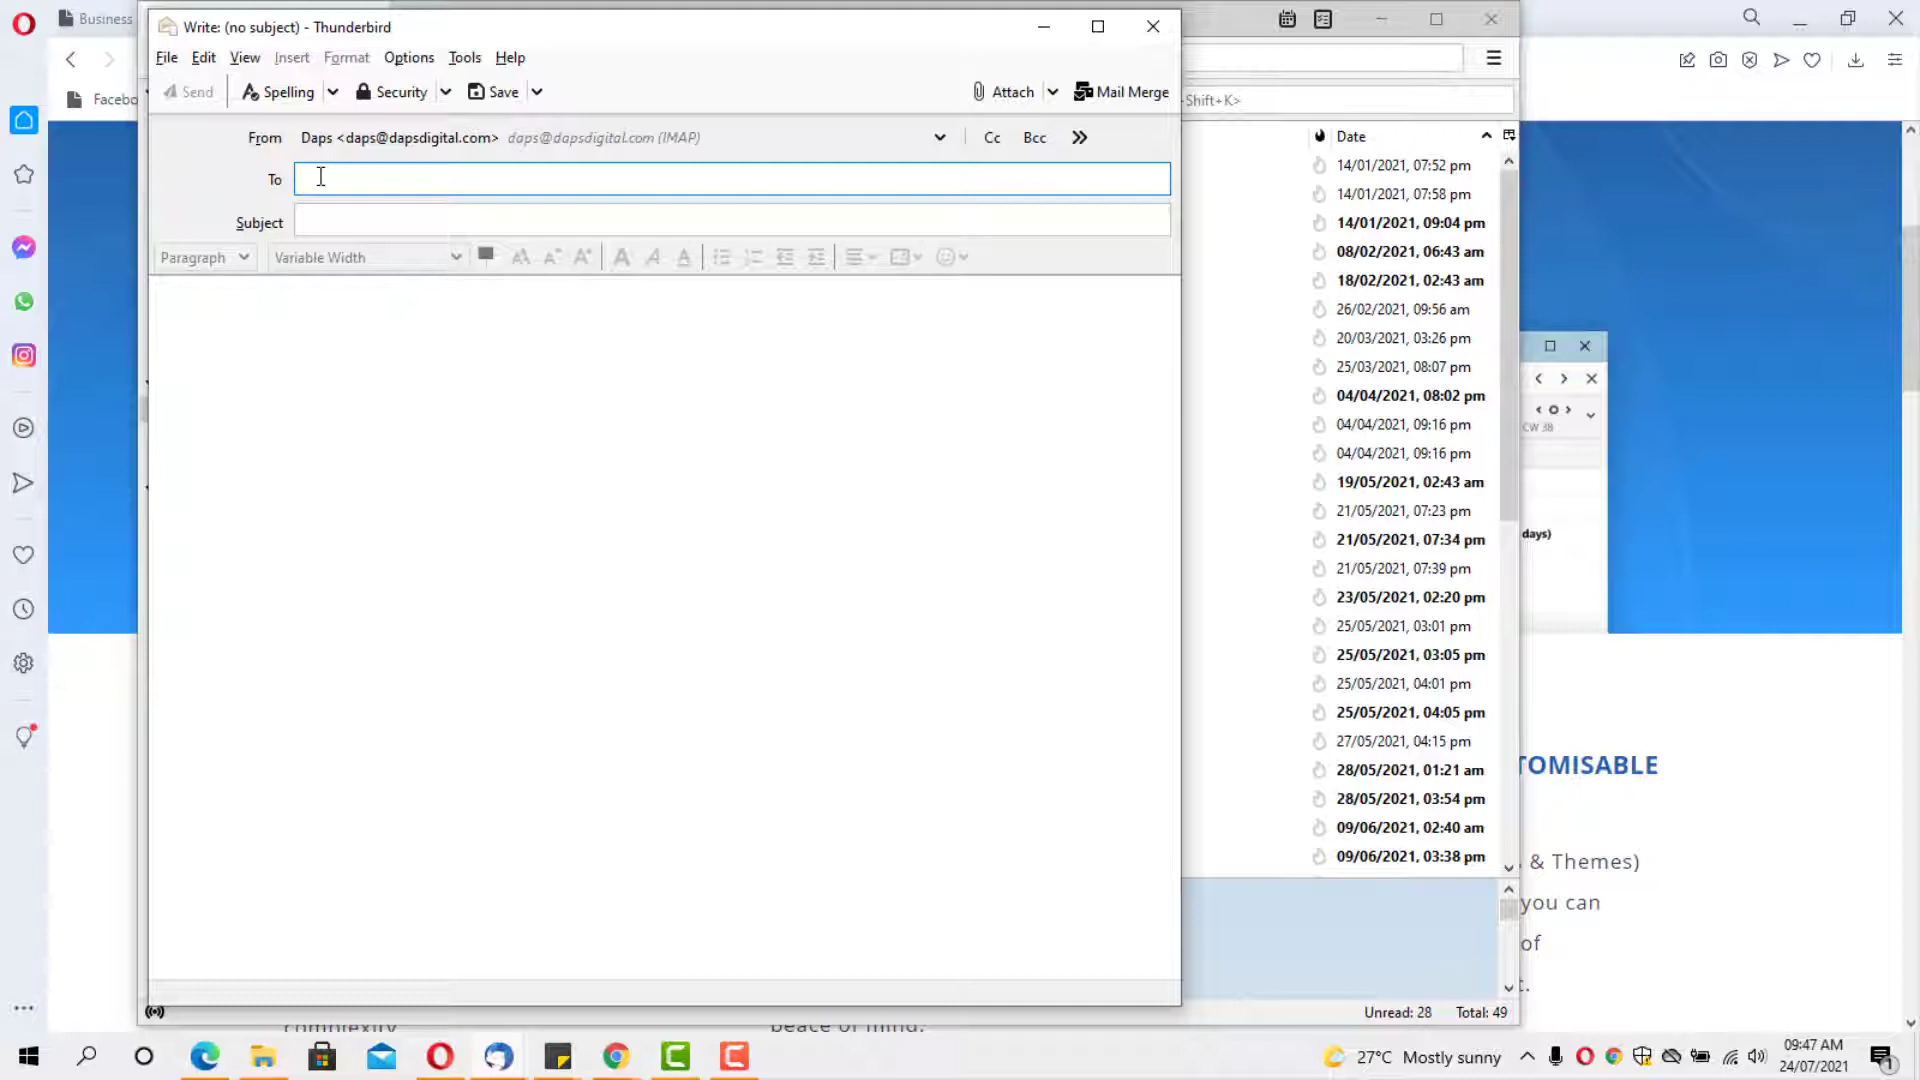 Business
Write: (no subject) - Thunderbird
File Edit View Insert Format Options Tools Help
Send Spelling Security Save Attach Mail Merge
Facebo
-Shift+K>
From Daps <daps@dapsdigital.com> daps@dapsdigital.com (IMAP) Cc Bcc
To
Subject
Paragraph Variable Width
Date
14/01/2021, 07:52 pm
14/01/2021, 07:58 pm
14/01/2021, 09:04 pm
08/02/2021, 06:43 am
18/02/2021, 02:43 am
26/02/2021, 09:56 am
20/03/2021, 03:26 pm
25/03/2021, 08:07 pm
04/04/2021, 08:02 pm
04/04/2021, 09:16 pm
04/04/2021, 09:16 pm
19/05/2021, 02:43 am
21/05/2021, 07:23 pm
21/05/2021, 07:34 pm
21/05/2021, 07:39 pm
23/05/2021, 02:20 pm
25/05/2021, 03:01 pm
25/05/2021, 03:05 pm
25/05/2021, 04:01 pm
25/05/2021, 04:05 pm
27/05/2021, 04:15 pm
28/05/2021, 01:21 am
28/05/2021, 03:54 pm
09/06/2021, 02:40 am
09/06/2021, 03:38 pm
CW 38
days)
TOMISABLE
& Themes)
you can
of
t.
Unread: 28 Total: 49
complexity
peace of mind.
27°C Mostly sunny
09:47 AM
24/07/2021
1